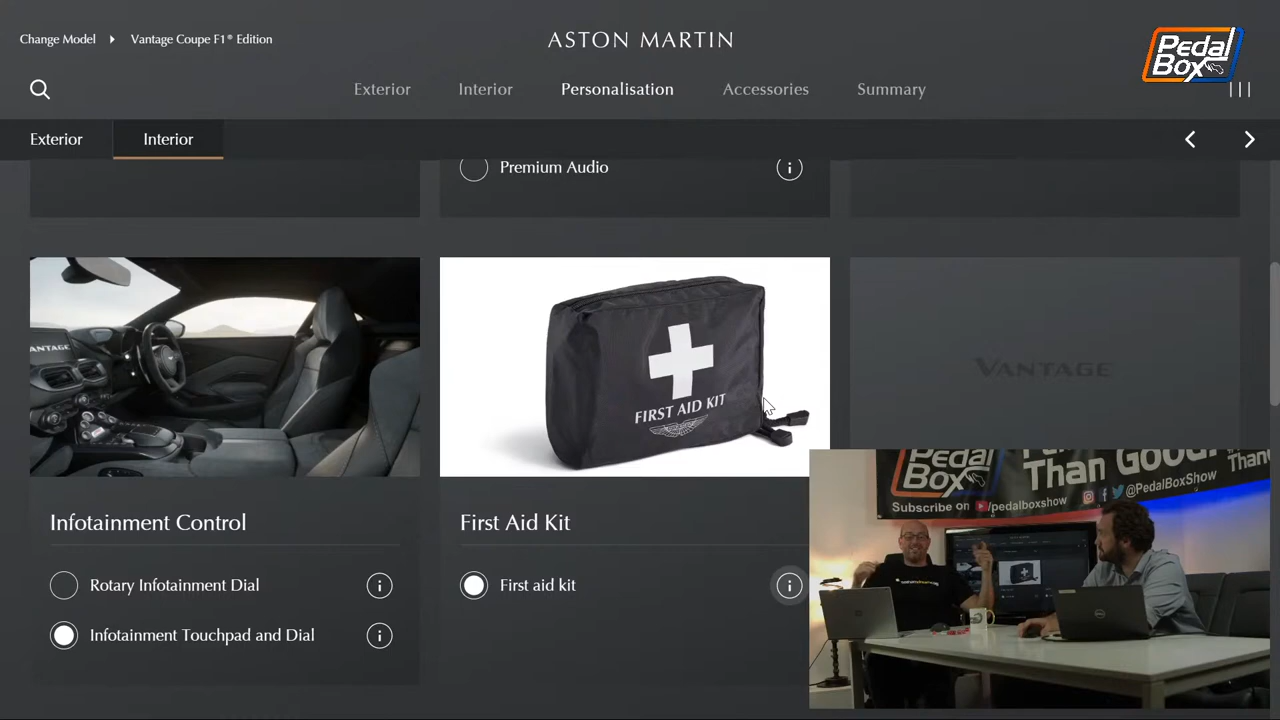 Change Model
Vantage Coupe F1® Edition
ASTON MARTIN
Pedal
Box
Exterior
Interior
Personalisation
Accessories
Summary
Exterior
Interior
Premium Audio
VANTAGE
FIRST AID KIT
VANTAGE
Infotainment Control
First Aid Kit
Rotary Infotainment Dial
First aid kit
Infotainment Touchpad and Dial
Pedal
Box
Than Good
Than
Subscribe on /pedalboxshow
@PedalBoxShow
DELL